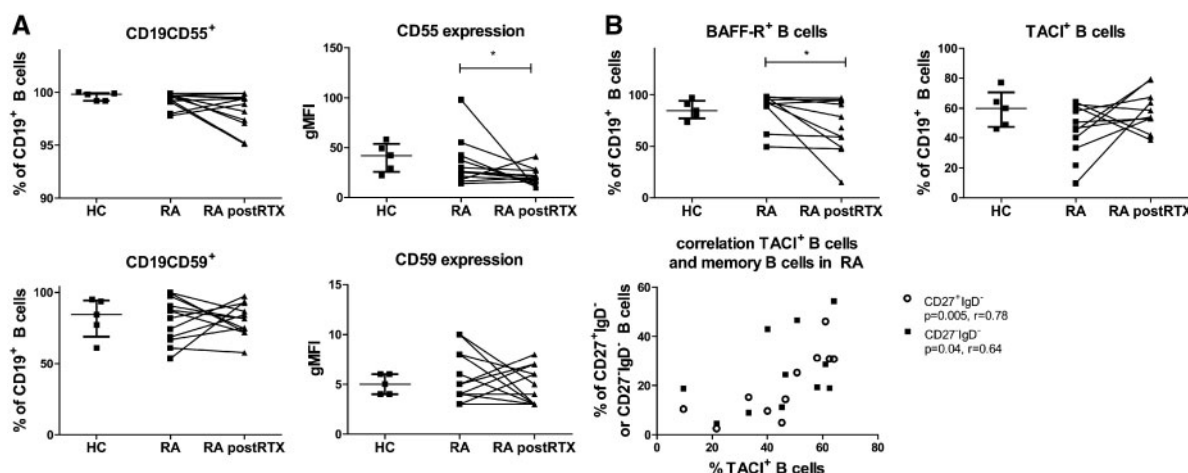 A
CD19CD55⁺
% of CD19⁺ B cells
100
95
90
HC RA RA postRTX
CD55 expression
*
gMFI
150
100
50
0
HC RA RA postRTX
B
BAFF-R⁺ B cells
*
% of CD19⁺ B cells
150
100
50
0
HC RA RA postRTX
TACI⁺ B cells
% of CD19⁺ B cells
100
80
60
40
20
0
HC RA RA postRTX
CD19CD59⁺
% of CD19⁺ B cells
150
100
50
0
HC RA RA postRTX
CD59 expression
gMFI
15
10
5
0
HC RA RA postRTX
correlation TACI⁺ B cells
and memory B cells in RA
% of CD27⁺IgD⁻
or CD27⁻IgD⁻ B cells
60
40
20
0
0 20 40 60 80
% TACI⁺ B cells
CD27⁺IgD⁻
p=0.005, r=0.78
CD27⁻IgD⁻
p=0.04, r=0.64